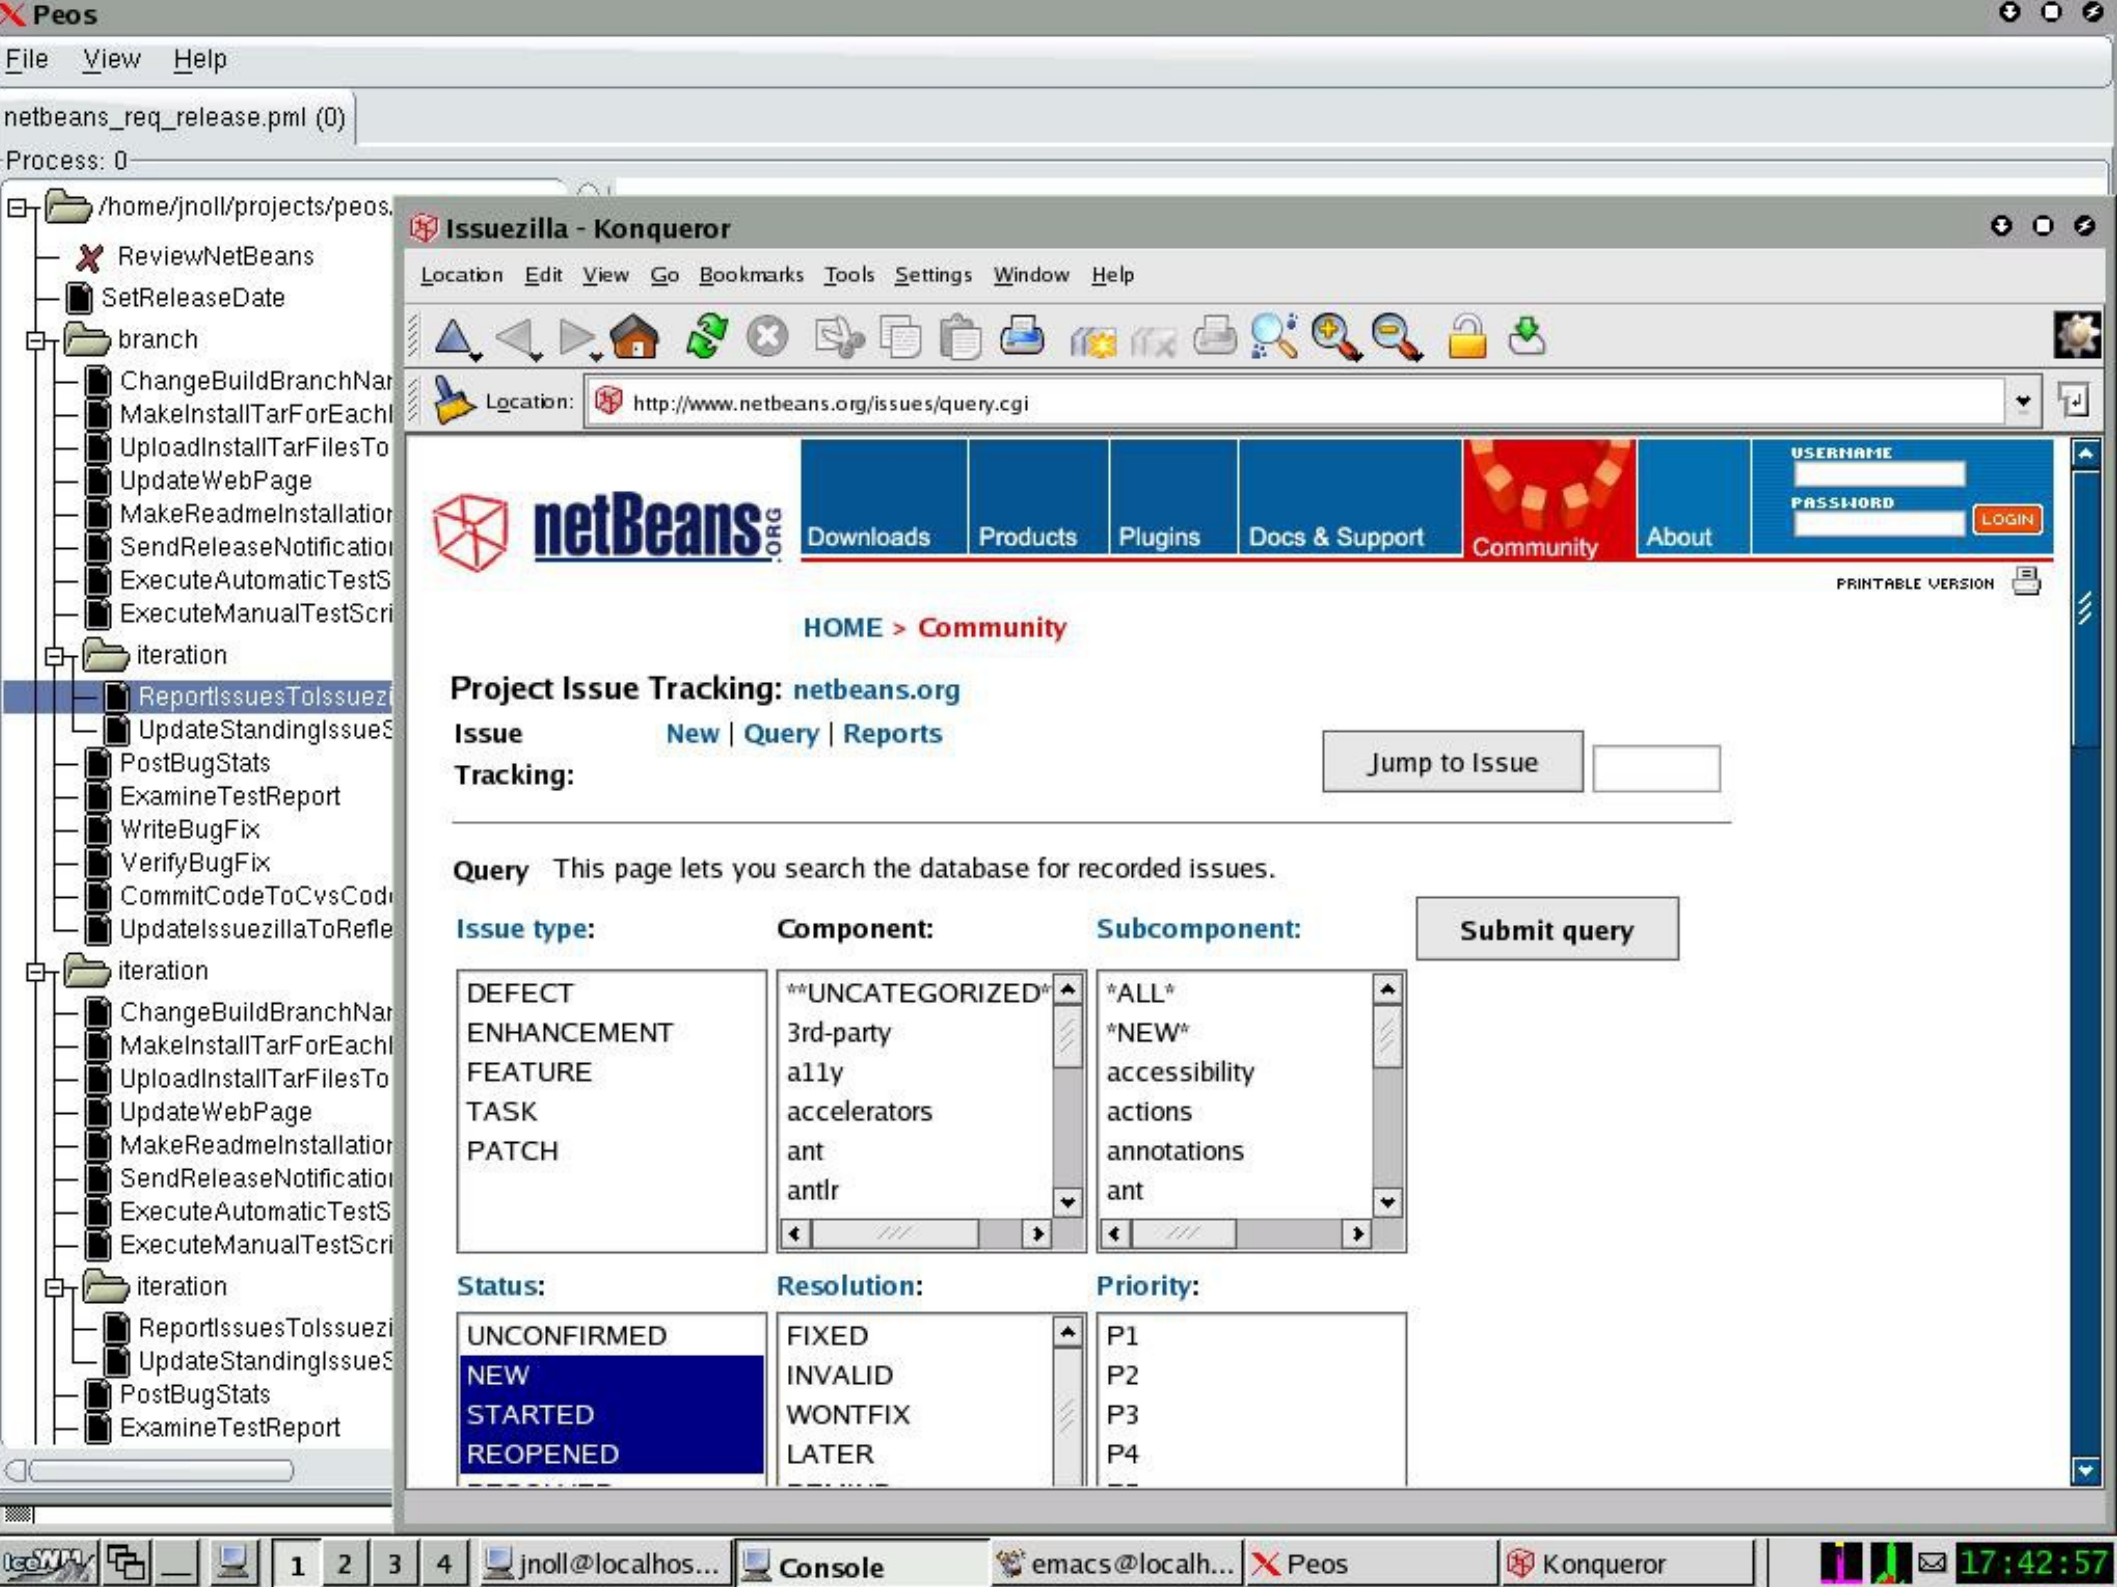 Peos
File View Help
netbeans_req_release.pml (0)
Process: 0
/home/jnoll/projects/peos.
ReviewNetBeans
SetReleaseDate
branch
ChangeBuildBranchNar
MakeInstallTarForEachI
UploadInstallTarFilesTo
UpdateWebPage
MakeReadmeInstallation
SendReleaseNotification
ExecuteAutomaticTestS
ExecuteManualTestScri
iteration
ReportIssuesToIssuezi
UpdateStandingIssueS
PostBugStats
ExamineTestReport
WriteBugFix
VerifyBugFix
CommitCodeToCvsCod
UpdateIssuezillaToRefle
iteration
ChangeBuildBranchNar
MakeInstallTarForEachI
UploadInstallTarFilesTo
UpdateWebPage
MakeReadmeInstallation
SendReleaseNotification
ExecuteAutomaticTestS
ExecuteManualTestScri
iteration
ReportIssuesToIssuezi
UpdateStandingIssueS
PostBugStats
ExamineTestReport
Issuezilla - Konqueror
Location Edit View Go Bookmarks Tools Settings Window Help
Location: http://www.netbeans.org/issues/query.cgi
netBeans.ORG
Downloads Products Plugins Docs & Support Community About
USERNAME
PASSWORD
LOGIN
PRINTABLE VERSION
HOME > Community
Project Issue Tracking: netbeans.org
Issue Tracking: New | Query | Reports
Jump to Issue
Query This page lets you search the database for recorded issues.
Issue type: Component: Subcomponent: Submit query
DEFECT
ENHANCEMENT
FEATURE
TASK
PATCH
**UNCATEGORIZED*
3rd-party
a11y
accelerators
ant
antlr
*ALL*
*NEW*
accessibility
actions
annotations
ant
Status: Resolution: Priority:
UNCONFIRMED
NEW
STARTED
REOPENED
FIXED
INVALID
WONTFIX
LATER
P1
P2
P3
P4
IceWM 1 2 3 4 jnoll@localhos... Console emacs@localh... Peos Konqueror 17:42:57